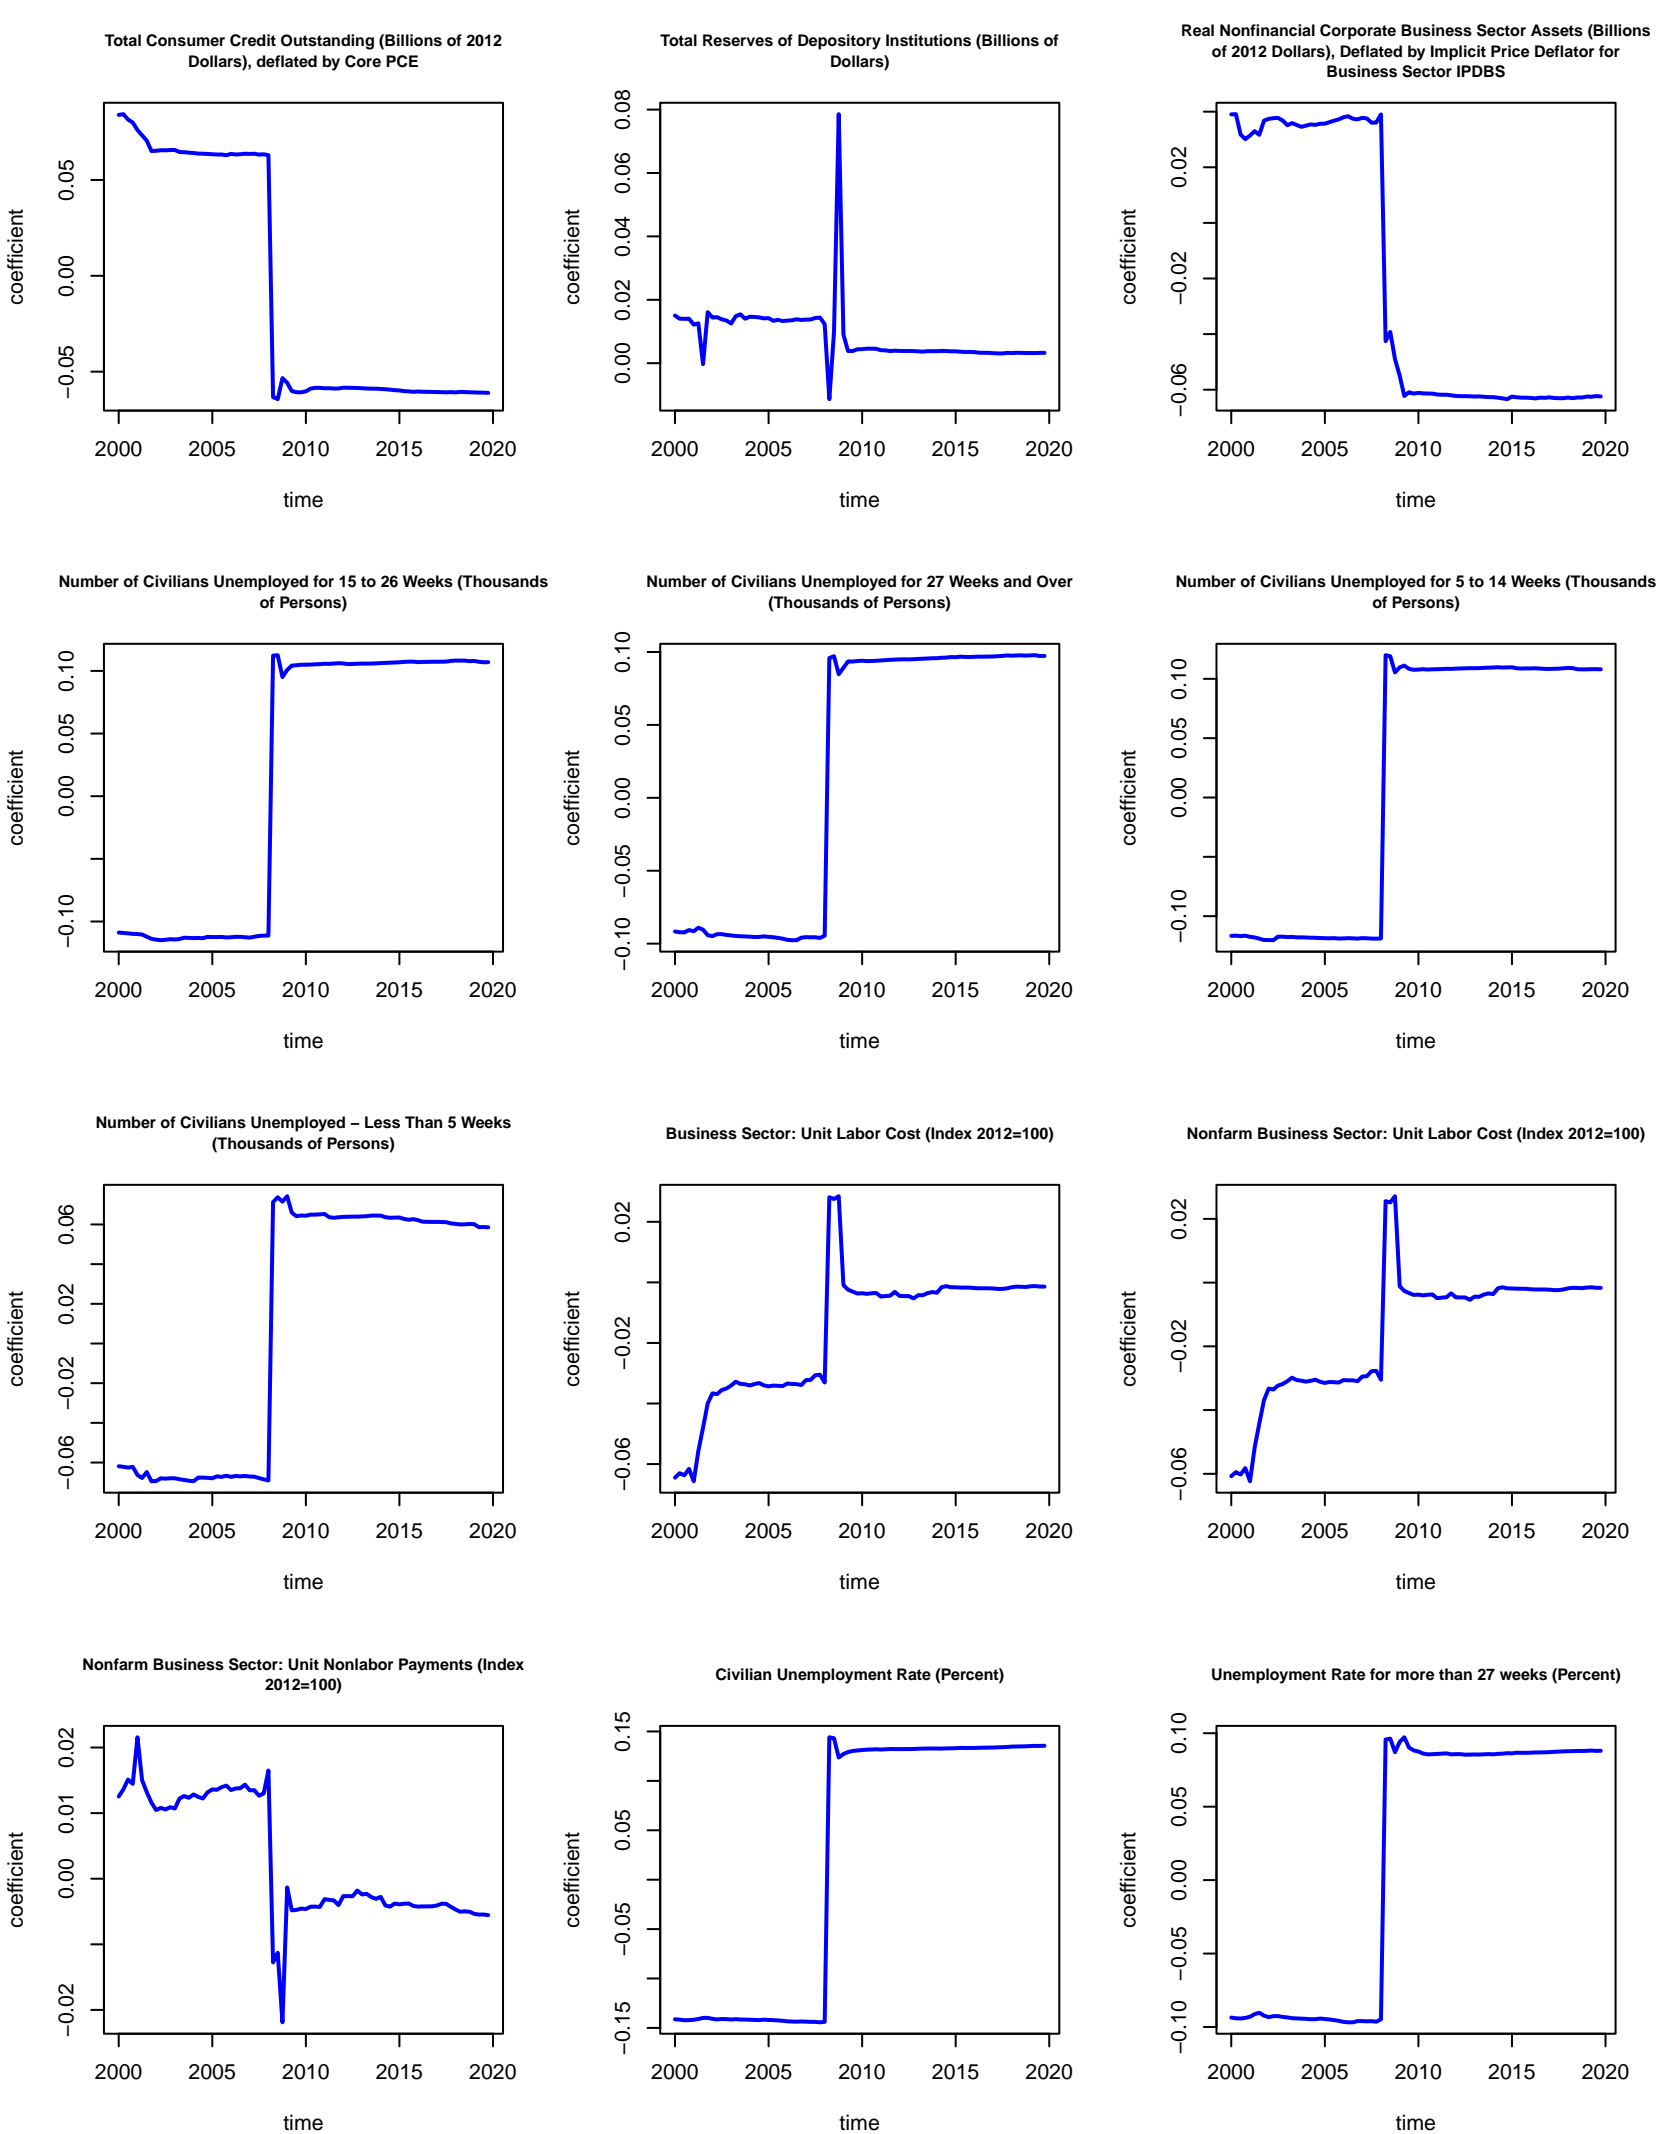 Total Consumer Credit Outstanding (Billions of 2012
Dollars), deflated by Core PCE
coefficient
0.05
0.00
−0.05
2000 2005 2010 2015 2020
time
Total Reserves of Depository Institutions (Billions of
Dollars)
coefficient
0.08
0.06
0.04
0.02
0.00
2000 2005 2010 2015 2020
time
Real Nonfinancial Corporate Business Sector Assets (Billions
of 2012 Dollars), Deflated by Implicit Price Deflator for
Business Sector IPDBS
coefficient
0.02
−0.02
−0.06
2000 2005 2010 2015 2020
time
Number of Civilians Unemployed for 15 to 26 Weeks (Thousands
of Persons)
coefficient
0.10
0.05
0.00
−0.10
2000 2005 2010 2015 2020
time
Number of Civilians Unemployed for 27 Weeks and Over
(Thousands of Persons)
coefficient
0.10
0.05
0.00
−0.05
−0.10
2000 2005 2010 2015 2020
time
Number of Civilians Unemployed for 5 to 14 Weeks (Thousands
of Persons)
coefficient
0.10
0.05
0.00
−0.10
2000 2005 2010 2015 2020
time
Number of Civilians Unemployed − Less Than 5 Weeks
(Thousands of Persons)
coefficient
0.06
0.02
−0.02
−0.06
2000 2005 2010 2015 2020
time
Business Sector: Unit Labor Cost (Index 2012=100)
coefficient
0.02
−0.02
−0.06
2000 2005 2010 2015 2020
time
Nonfarm Business Sector: Unit Labor Cost (Index 2012=100)
coefficient
0.02
−0.02
−0.06
2000 2005 2010 2015 2020
time
Nonfarm Business Sector: Unit Nonlabor Payments (Index
2012=100)
coefficient
0.02
0.01
0.00
−0.02
2000 2005 2010 2015 2020
time
Civilian Unemployment Rate (Percent)
coefficient
0.15
0.05
−0.05
−0.15
2000 2005 2010 2015 2020
time
Unemployment Rate for more than 27 weeks (Percent)
coefficient
0.10
0.05
0.00
−0.05
−0.10
2000 2005 2010 2015 2020
time